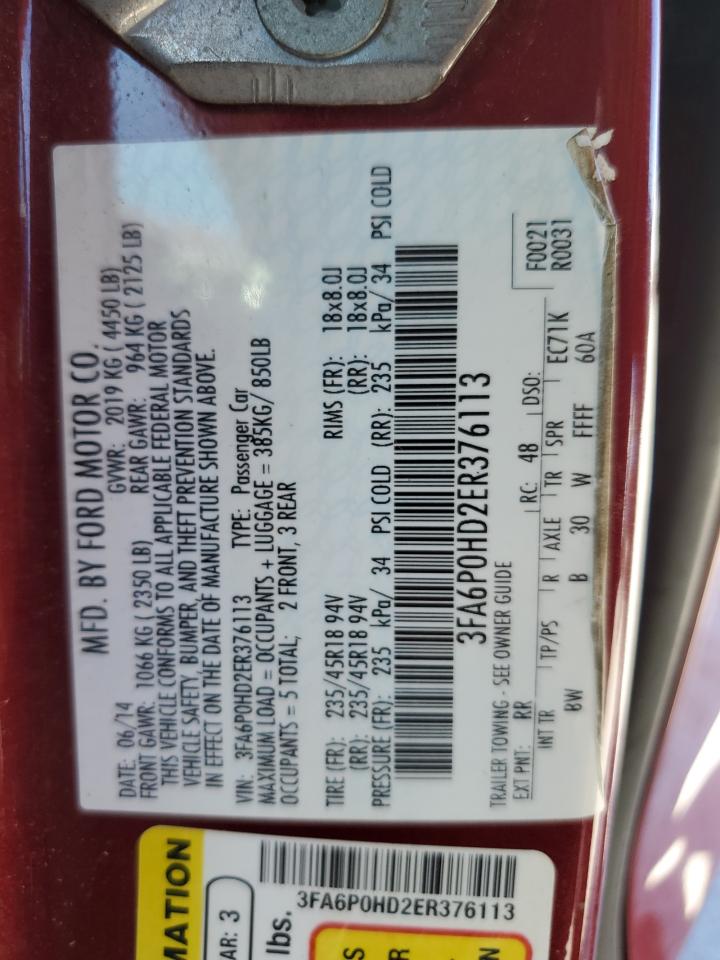 MFD. BY FORD MOTOR CO.
DATE: 06/14 GVWR: 2019 KG ( 4450 LB)
FRONT GAWR: 1066 KG ( 2350 LB) REAR GAWR: 964 KG ( 2125 LB)
THIS VEHICLE CONFORMS TO ALL APPLICABLE FEDERAL MOTOR
VEHICLE SAFETY, BUMPER, AND THEFT PREVENTION STANDARDS
IN EFFECT ON THE DATE OF MANUFACTURE SHOWN ABOVE.
VIN: 3FA6P0HD2ER376113 TYPE: Passenger Car
MAXIMUM LOAD = OCCUPANTS + LUGGAGE = 385KG/ 850LB
OCCUPANTS = 5 TOTAL; 2 FRONT, 3 REAR
TIRE (FR): 235/45R18 94V RIMS (FR): 18x8.0J
(RR): 235/45R18 94V (RR): 18x8.0J
PRESSURE (FR): 235 kPa/ 34 PSI COLD (RR): 235 kPa/ 34 PSI COLD
3FA6P0HD2ER376113
TRAILER TOWING - SEE OWNER GUIDE
F0021
R0031
EXT PNT: RR RC: 48 DSO: EC71K
INT TR TP/PS R AXLE TR SPR
BW B 30 W FFFF 60A
MATION
AR: 3
3FA6P0HD2ER376113
lbs.